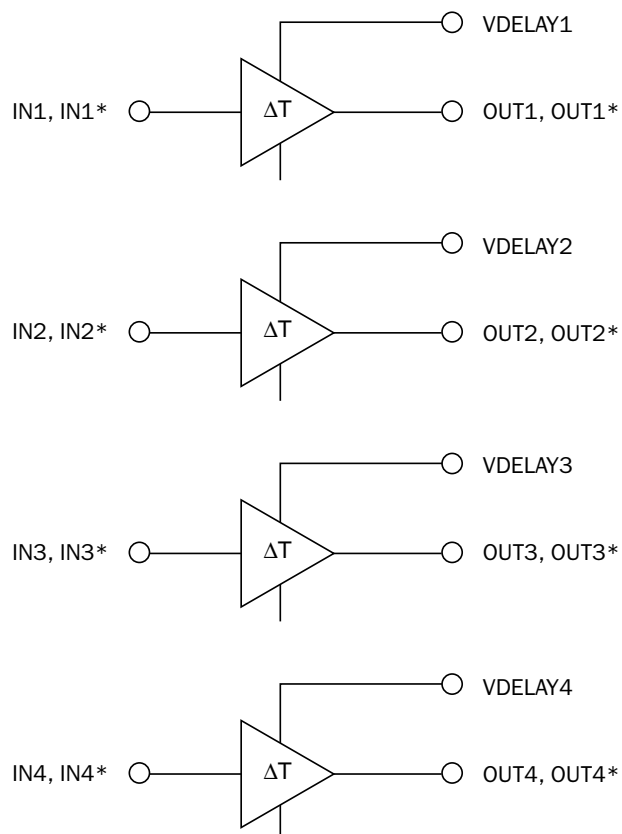 VDELAY1
IN1, IN1*
ΔT
OUT1, OUT1*
VDELAY2
IN2, IN2*
ΔT
OUT2, OUT2*
VDELAY3
IN3, IN3*
ΔT
OUT3, OUT3*
VDELAY4
IN4, IN4*
ΔT
OUT4, OUT4*